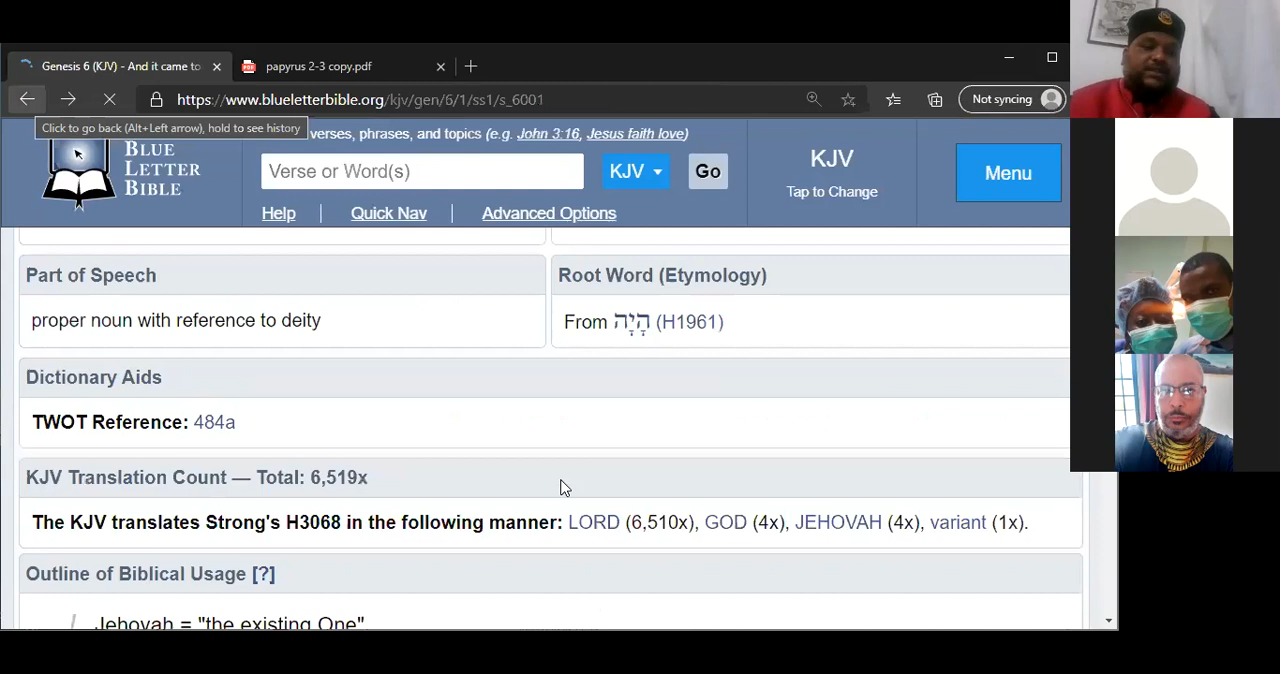 Genesis 6 (KJV) - And it came to
papyrus 2-3 copy.pdf
https://www.blueletterbible.org/kjv/gen/6/1/ss1/s_6001
Not syncing
Click to go back (Alt+Left arrow), hold to see history
verses, phrases, and topics (e.g. John 3:16, Jesus faith love)
BLUE
LETTER
BIBLE
Verse or Word(s)
KJV
Go
KJV
Tap to Change
Menu
Help | Quick Nav | Advanced Options
Part of Speech
Root Word (Etymology)
proper noun with reference to deity
From הָיָה (H1961)
Dictionary Aids
TWOT Reference: 484a
KJV Translation Count — Total: 6,519x
The KJV translates Strong's H3068 in the following manner: LORD (6,510x), GOD (4x), JEHOVAH (4x), variant (1x).
Outline of Biblical Usage [?]
Jehovah = "the existing One"